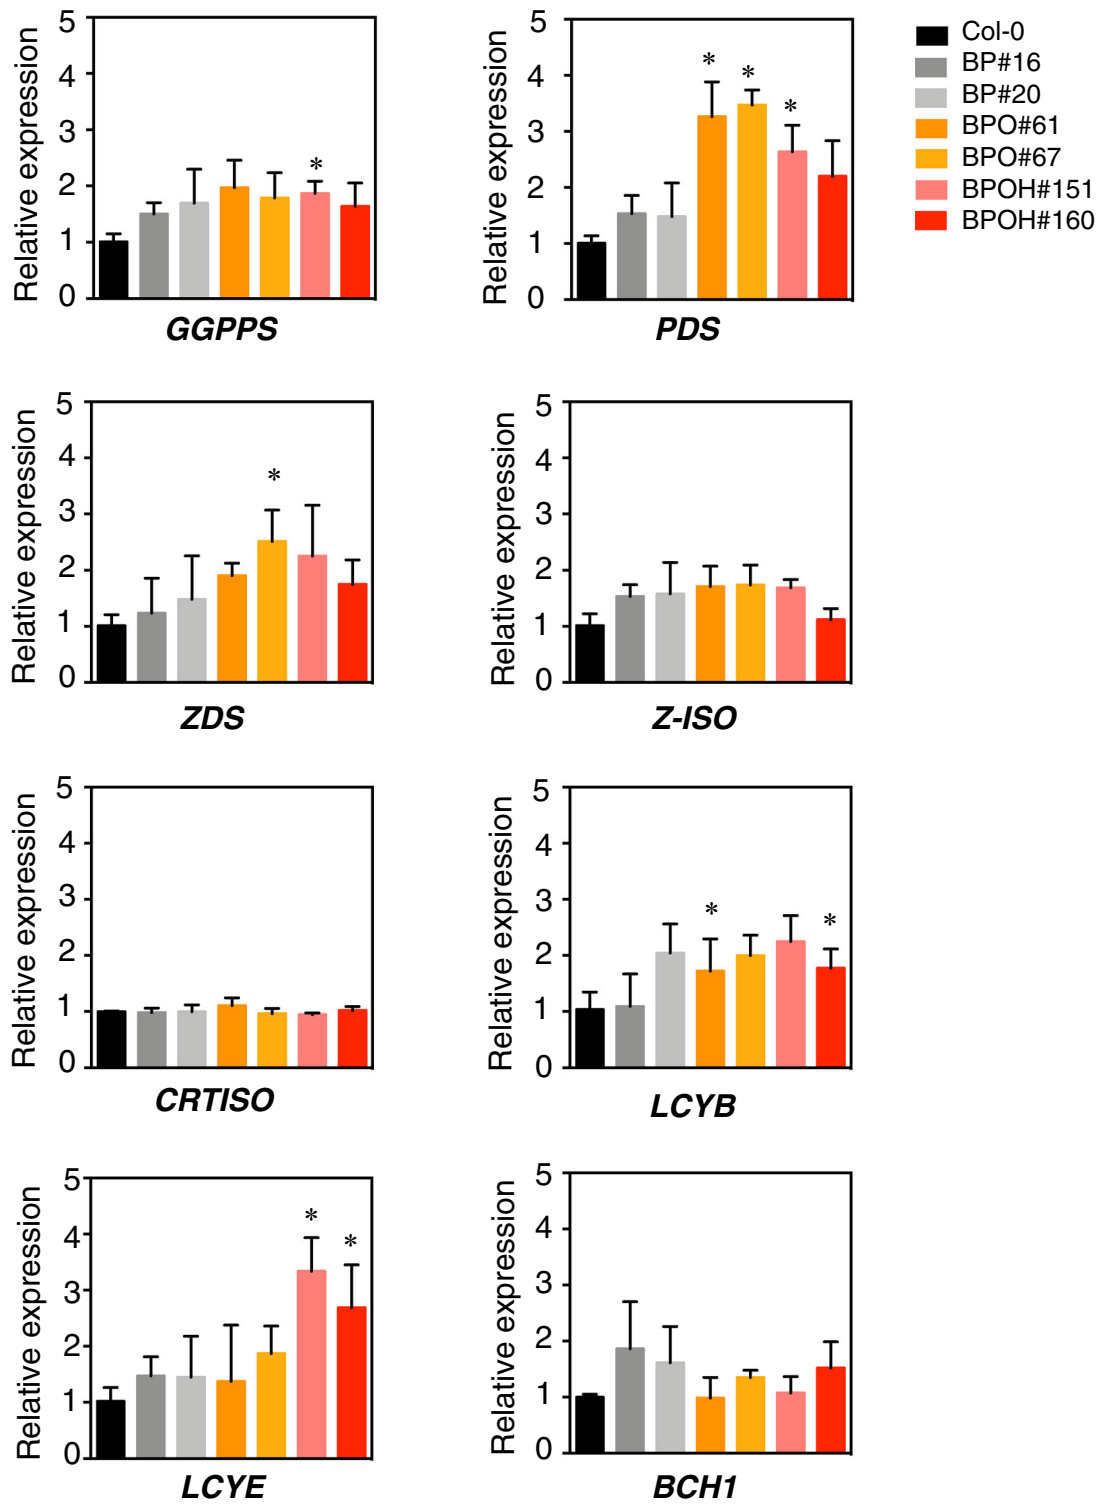 5
4
3
2
1
0
Relative expression
*
GGPPS
5
4
3
2
1
0
Relative expression
* * *
PDS
Col-0
BP#16
BP#20
BPO#61
BPO#67
BPOH#151
BPOH#160
5
4
3
2
1
0
Relative expression
*
ZDS
5
4
3
2
1
0
Relative expression
Z-ISO
5
4
3
2
1
0
Relative expression
CRTISO
5
4
3
2
1
0
Relative expression
* *
LCYB
5
4
3
2
1
0
Relative expression
* *
LCYE
5
4
3
2
1
0
Relative expression
BCH1